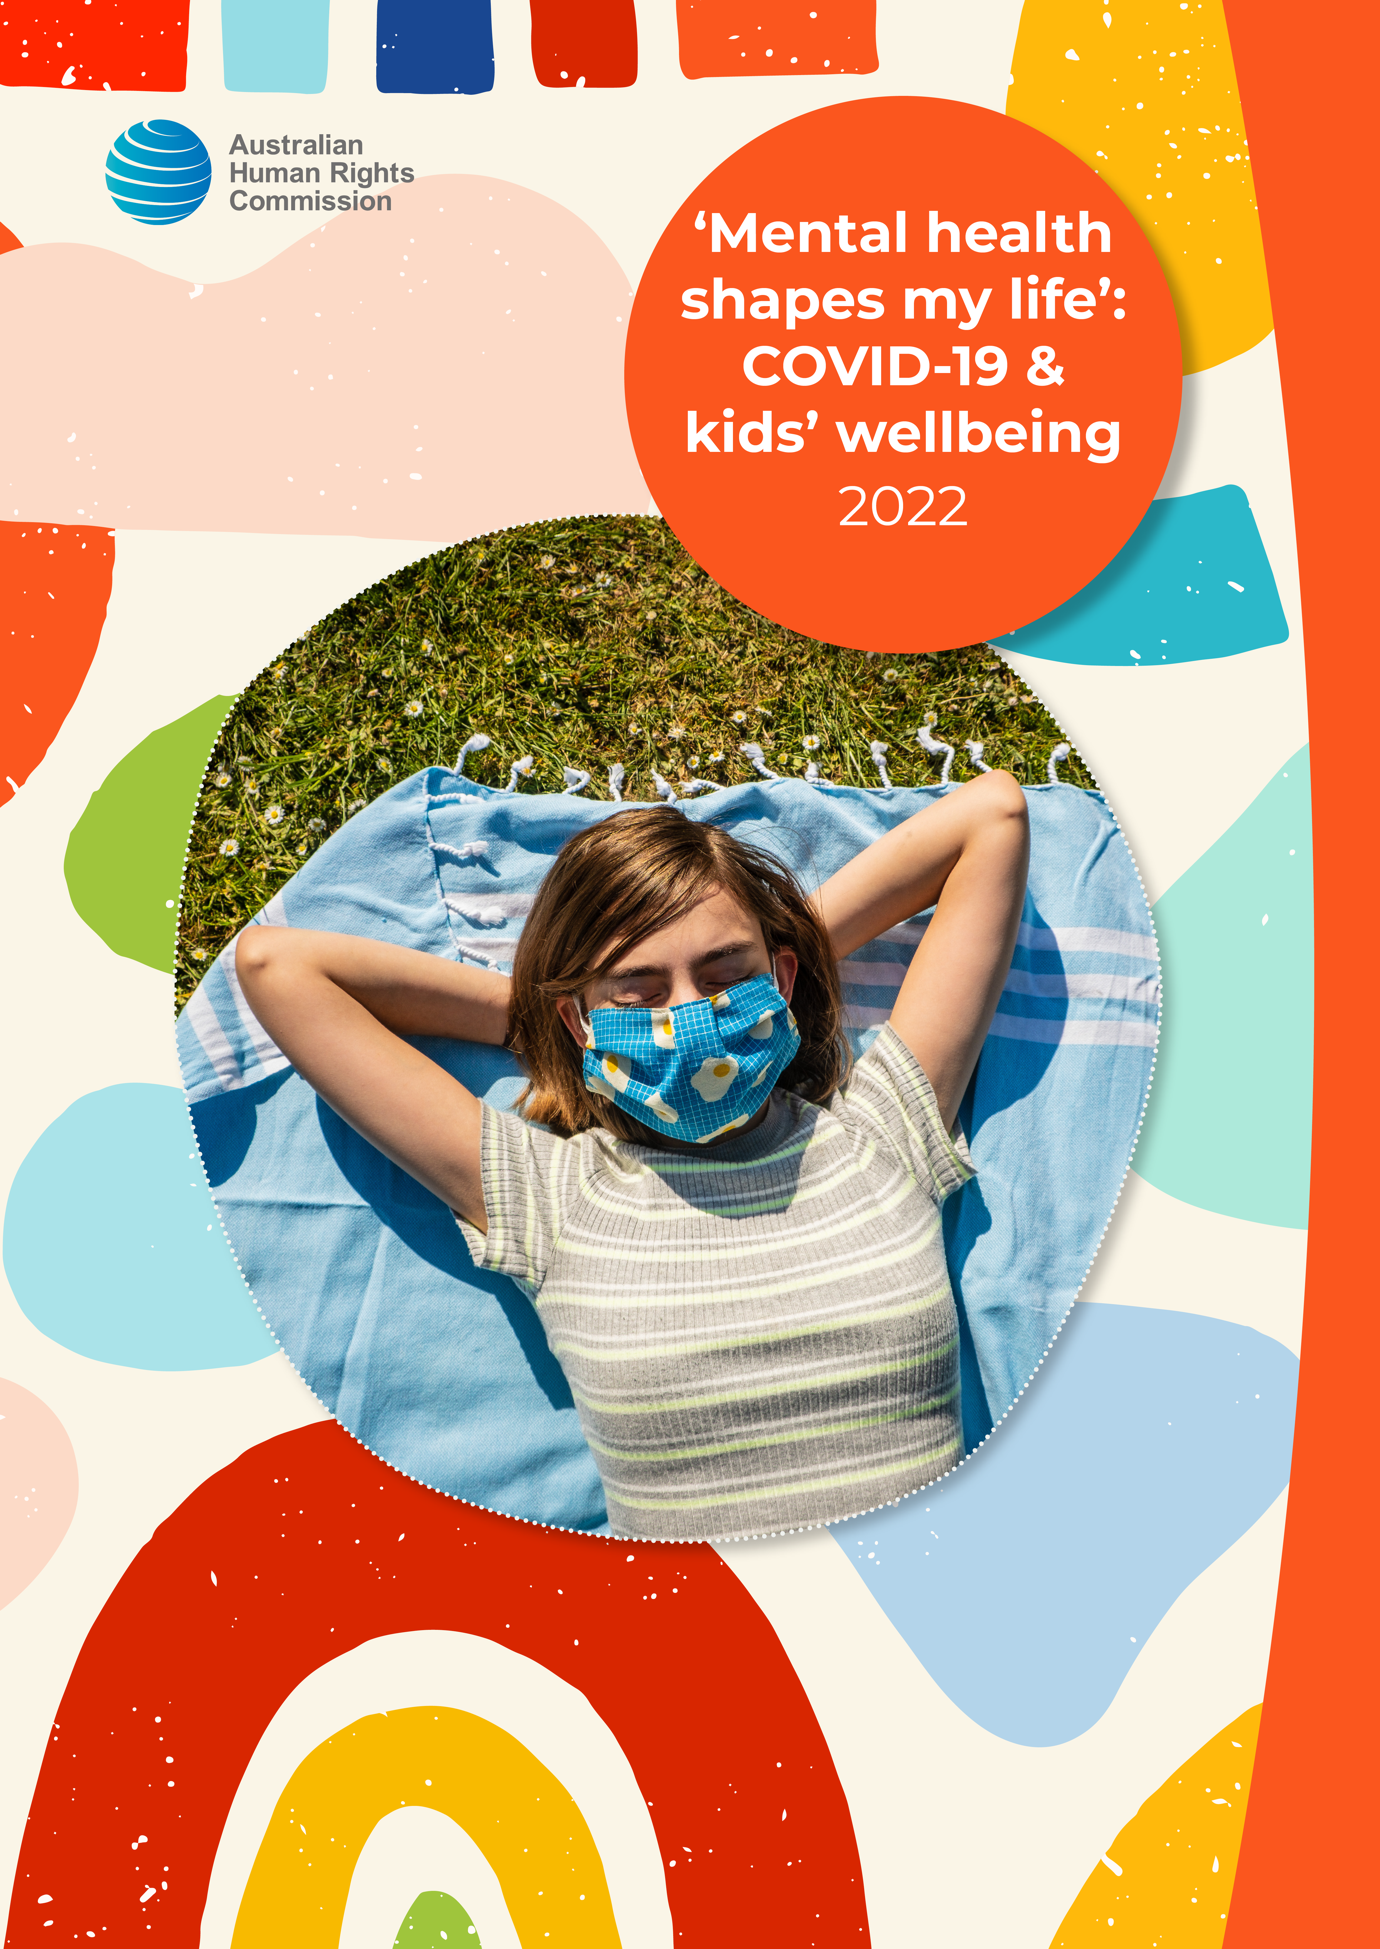 Australian
Human Rights
Commission
‘Mental health
shapes my life’:
COVID-19 &
kids’ wellbeing
2022